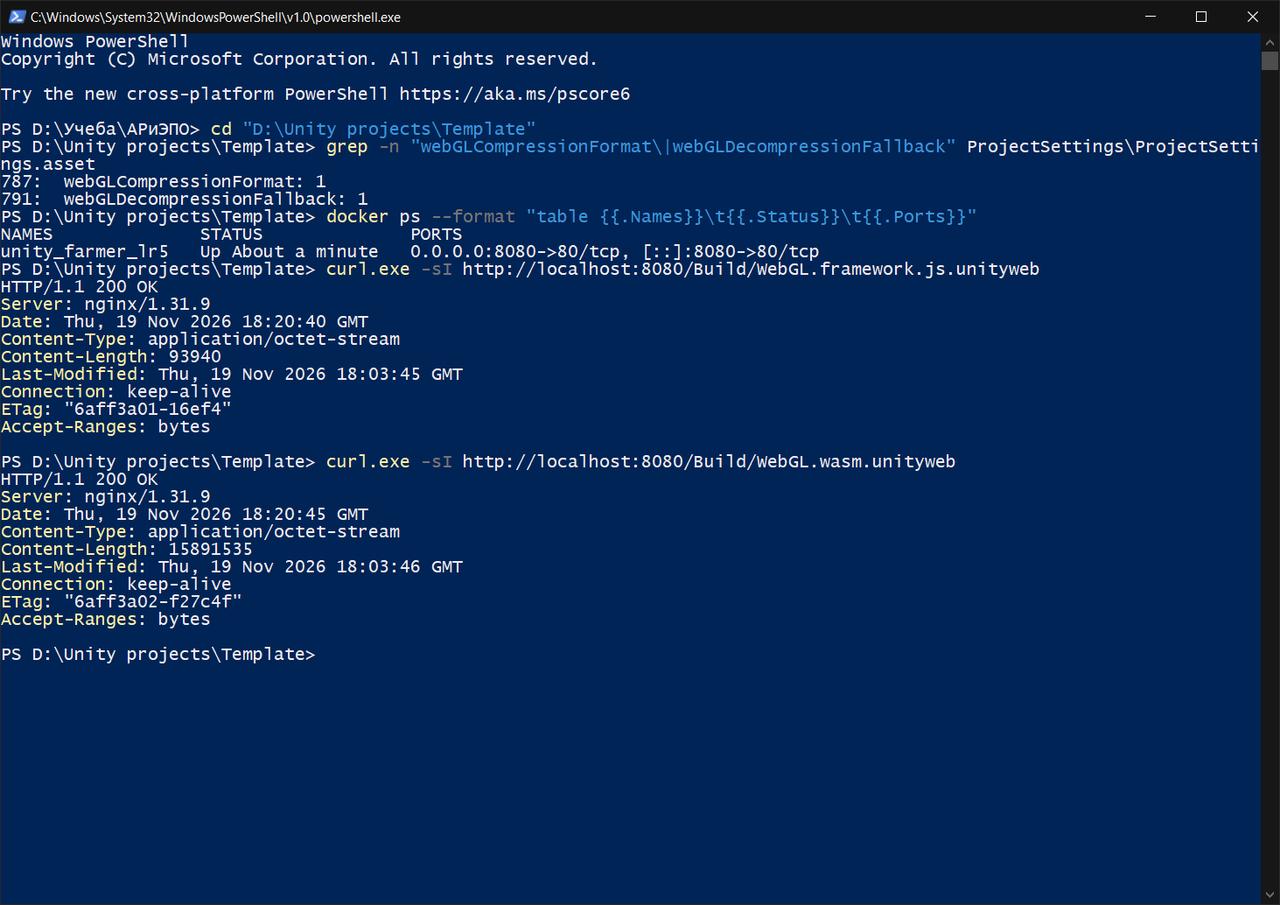 C:\Windows\System32\WindowsPowerShell\v1.0\powershell.exe
Windows PowerShell
Copyright (C) Microsoft Corporation. All rights reserved.
Try the new cross-platform PowerShell https://aka.ms/pscore6
PS D:\Учеба\АРиЭПО> cd "D:\Unity projects\Template"
PS D:\Unity projects\Template> grep -n "webGLCompressionFormat\|webGLDecompressionFallback" ProjectSettings\ProjectSetti
ngs.asset
787:  webGLCompressionFormat: 1
791:  webGLDecompressionFallback: 1
PS D:\Unity projects\Template> docker ps --format "table {{.Names}}\t{{.Status}}\t{{.Ports}}"
NAMES              STATUS              PORTS
unity_farmer_lr5   Up About a minute   0.0.0.0:8080->80/tcp, [::]:8080->80/tcp
PS D:\Unity projects\Template> curl.exe -sI http://localhost:8080/Build/WebGL.framework.js.unityweb
HTTP/1.1 200 OK
Server: nginx/1.31.9
Date: Thu, 19 Nov 2026 18:20:40 GMT
Content-Type: application/octet-stream
Content-Length: 93940
Last-Modified: Thu, 19 Nov 2026 18:03:45 GMT
Connection: keep-alive
ETag: "6aff3a01-16ef4"
Accept-Ranges: bytes
PS D:\Unity projects\Template> curl.exe -sI http://localhost:8080/Build/WebGL.wasm.unityweb
HTTP/1.1 200 OK
Server: nginx/1.31.9
Date: Thu, 19 Nov 2026 18:20:45 GMT
Content-Type: application/octet-stream
Content-Length: 15891535
Last-Modified: Thu, 19 Nov 2026 18:03:46 GMT
Connection: keep-alive
ETag: "6aff3a02-f27c4f"
Accept-Ranges: bytes
PS D:\Unity projects\Template>